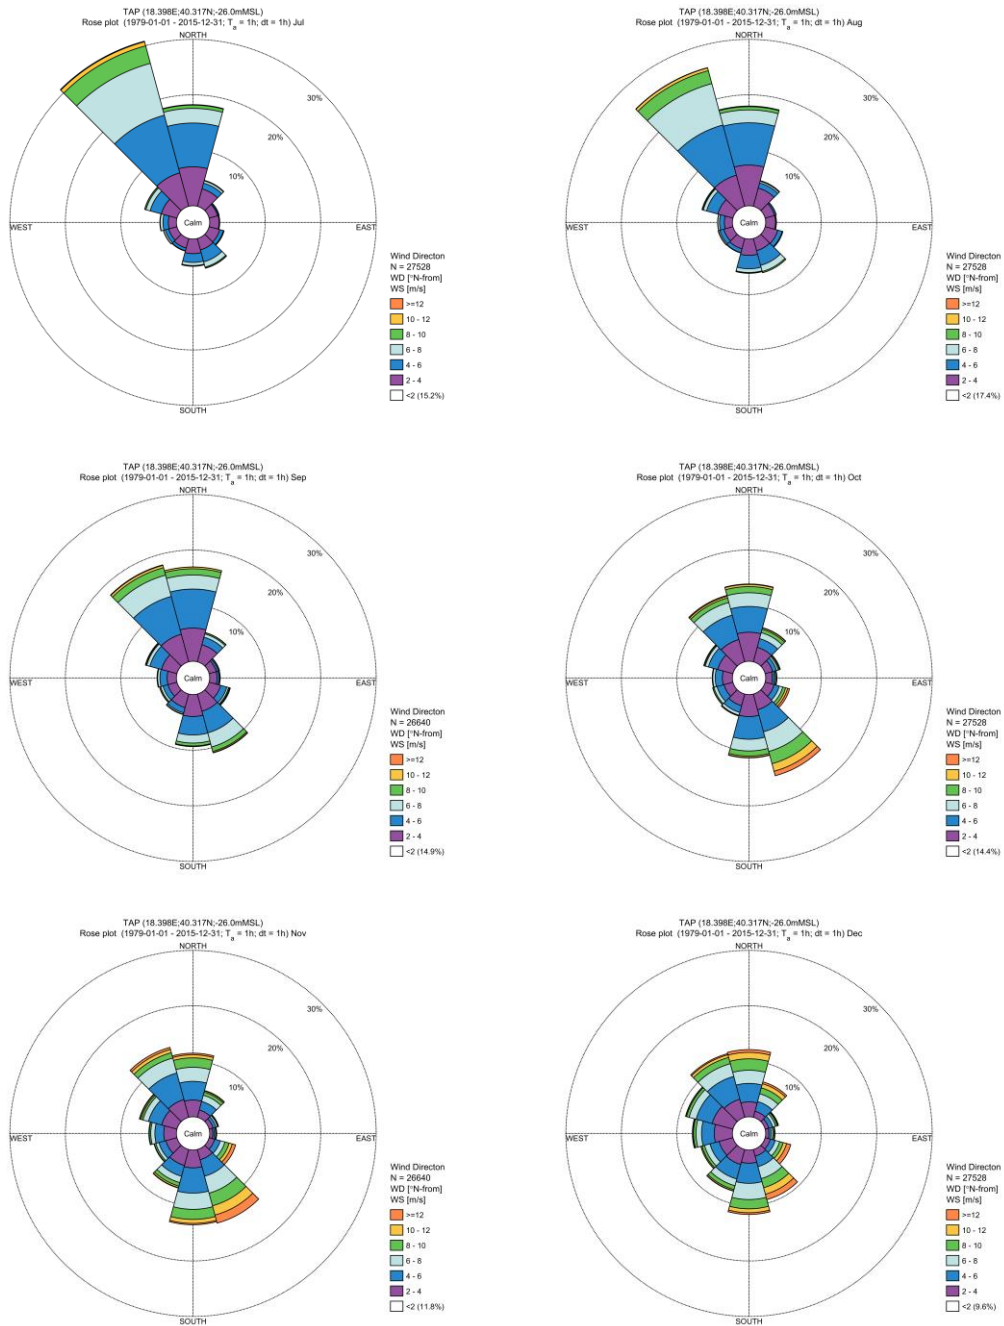 TAP (18.398E;40.317N;-26.0mMSL)
Rose plot (1979-01-01 - 2015-12-31; Ta = 1h; dt = 1h) Jul
NORTH
30%
20%
10%
WEST
Calm
EAST
SOUTH
Wind Directon
N = 27528
WD [°N-from]
WS [m/s]
>=12
10 - 12
8 - 10
6 - 8
4 - 6
2 - 4
<2 (15.2%)
TAP (18.398E;40.317N;-26.0mMSL)
Rose plot (1979-01-01 - 2015-12-31; Ta = 1h; dt = 1h) Aug
NORTH
30%
20%
10%
WEST
Calm
EAST
SOUTH
Wind Directon
N = 27528
WD [°N-from]
WS [m/s]
>=12
10 - 12
8 - 10
6 - 8
4 - 6
2 - 4
<2 (17.4%)
TAP (18.398E;40.317N;-26.0mMSL)
Rose plot (1979-01-01 - 2015-12-31; Ta = 1h; dt = 1h) Sep
NORTH
30%
20%
10%
WEST
Calm
EAST
SOUTH
Wind Directon
N = 26640
WD [°N-from]
WS [m/s]
>=12
10 - 12
8 - 10
6 - 8
4 - 6
2 - 4
<2 (14.9%)
TAP (18.398E;40.317N;-26.0mMSL)
Rose plot (1979-01-01 - 2015-12-31; Ta = 1h; dt = 1h) Oct
NORTH
30%
20%
10%
WEST
Calm
EAST
SOUTH
Wind Directon
N = 27528
WD [°N-from]
WS [m/s]
>=12
10 - 12
8 - 10
6 - 8
4 - 6
2 - 4
<2 (14.4%)
TAP (18.398E;40.317N;-26.0mMSL)
Rose plot (1979-01-01 - 2015-12-31; Ta = 1h; dt = 1h) Nov
NORTH
30%
20%
10%
WEST
Calm
EAST
SOUTH
Wind Directon
N = 26640
WD [°N-from]
WS [m/s]
>=12
10 - 12
8 - 10
6 - 8
4 - 6
2 - 4
<2 (11.8%)
TAP (18.398E;40.317N;-26.0mMSL)
Rose plot (1979-01-01 - 2015-12-31; Ta = 1h; dt = 1h) Dec
NORTH
30%
20%
10%
WEST
Calm
EAST
SOUTH
Wind Directon
N = 27528
WD [°N-from]
WS [m/s]
>=12
10 - 12
8 - 10
6 - 8
4 - 6
2 - 4
<2 (9.6%)